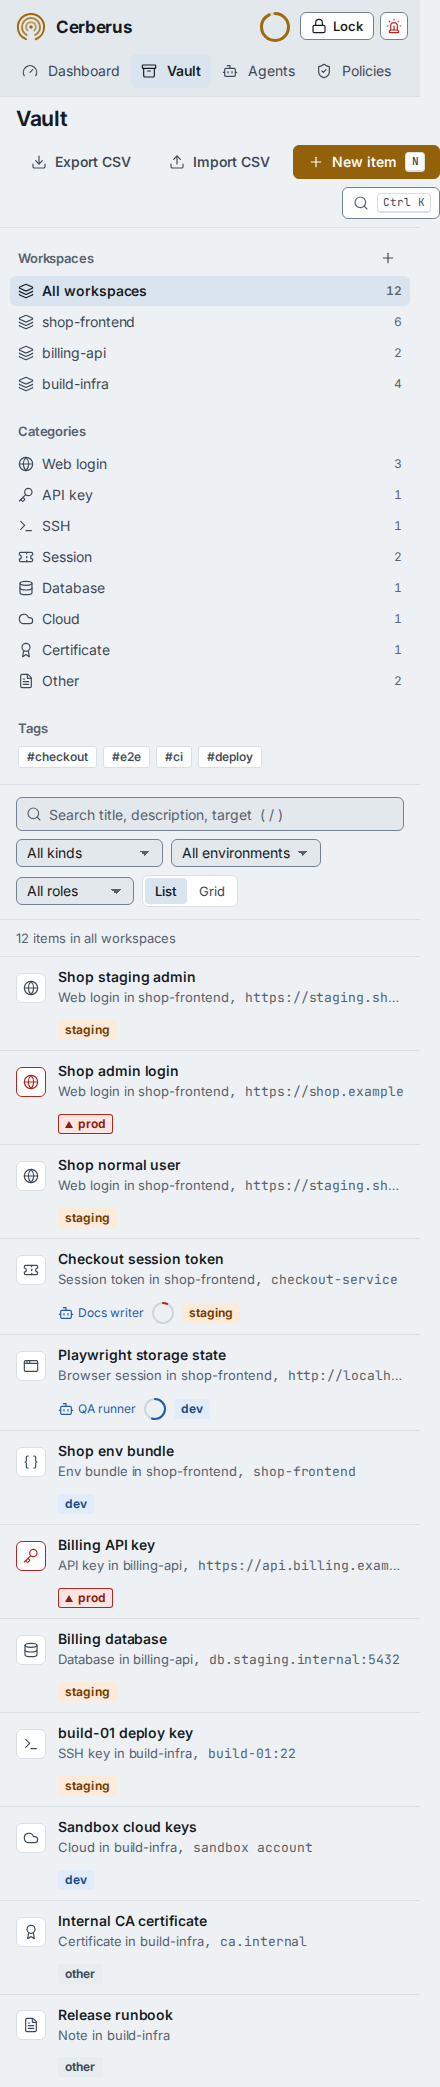 Cerberus
Lock
Dashboard Vault Agents Policies
Vault
Export CSV Import CSV New item N
Ctrl K
Workspaces
All workspaces 12
shop-frontend 6
billing-api 2
build-infra 4
Categories
Web login 3
API key 1
SSH 1
Session 2
Database 1
Cloud 1
Certificate 1
Other 2
Tags
#checkout #e2e #ci #deploy
Search title, description, target ( / )
All kinds All environments
All roles List Grid
12 items in all workspaces
Shop staging admin
Web login in shop-frontend, https://staging.sh...
staging
Shop admin login
Web login in shop-frontend, https://shop.example
prod
Shop normal user
Web login in shop-frontend, https://staging.sh...
staging
Checkout session token
Session token in shop-frontend, checkout-service
Docs writer staging
Playwright storage state
Browser session in shop-frontend, http://localh...
QA runner dev
Shop env bundle
Env bundle in shop-frontend, shop-frontend
dev
Billing API key
API key in billing-api, https://api.billing.exam...
prod
Billing database
Database in billing-api, db.staging.internal:5432
staging
build-01 deploy key
SSH key in build-infra, build-01:22
staging
Sandbox cloud keys
Cloud in build-infra, sandbox account
dev
Internal CA certificate
Certificate in build-infra, ca.internal
other
Release runbook
Note in build-infra
other